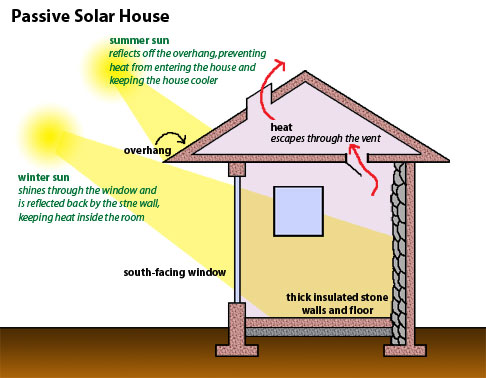 Passive Solar House
summer sun
reflects off the overhang, preventing
heat from entering the house and
keeping the house cooler
heat
escapes through the vent
overhang
winter sun
shines through the window and
is reflected back by the stne wall,
keeping heat inside the room
south-facing window
thick insulated stone
walls and floor